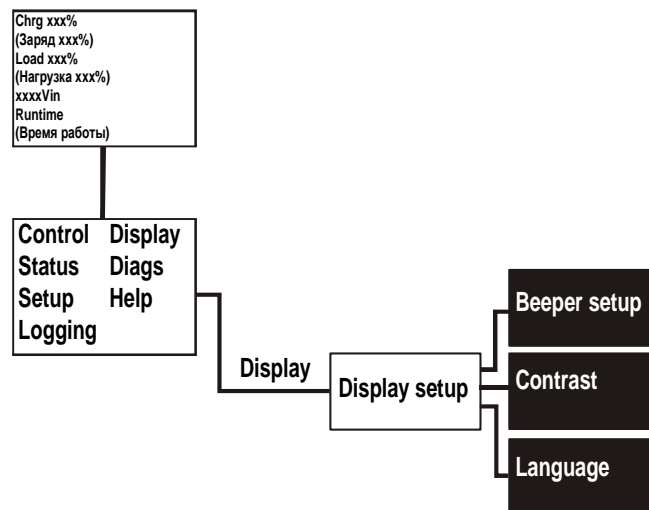 Chrg xxx%
(Заряд xxx%)
Load xxx%
(Нагрузка xxx%)
xxxxVin
Runtime
(Время работы)
Control Display
Status Diags
Setup Help
Logging
Display
Display setup
Beeper setup
Contrast
Language